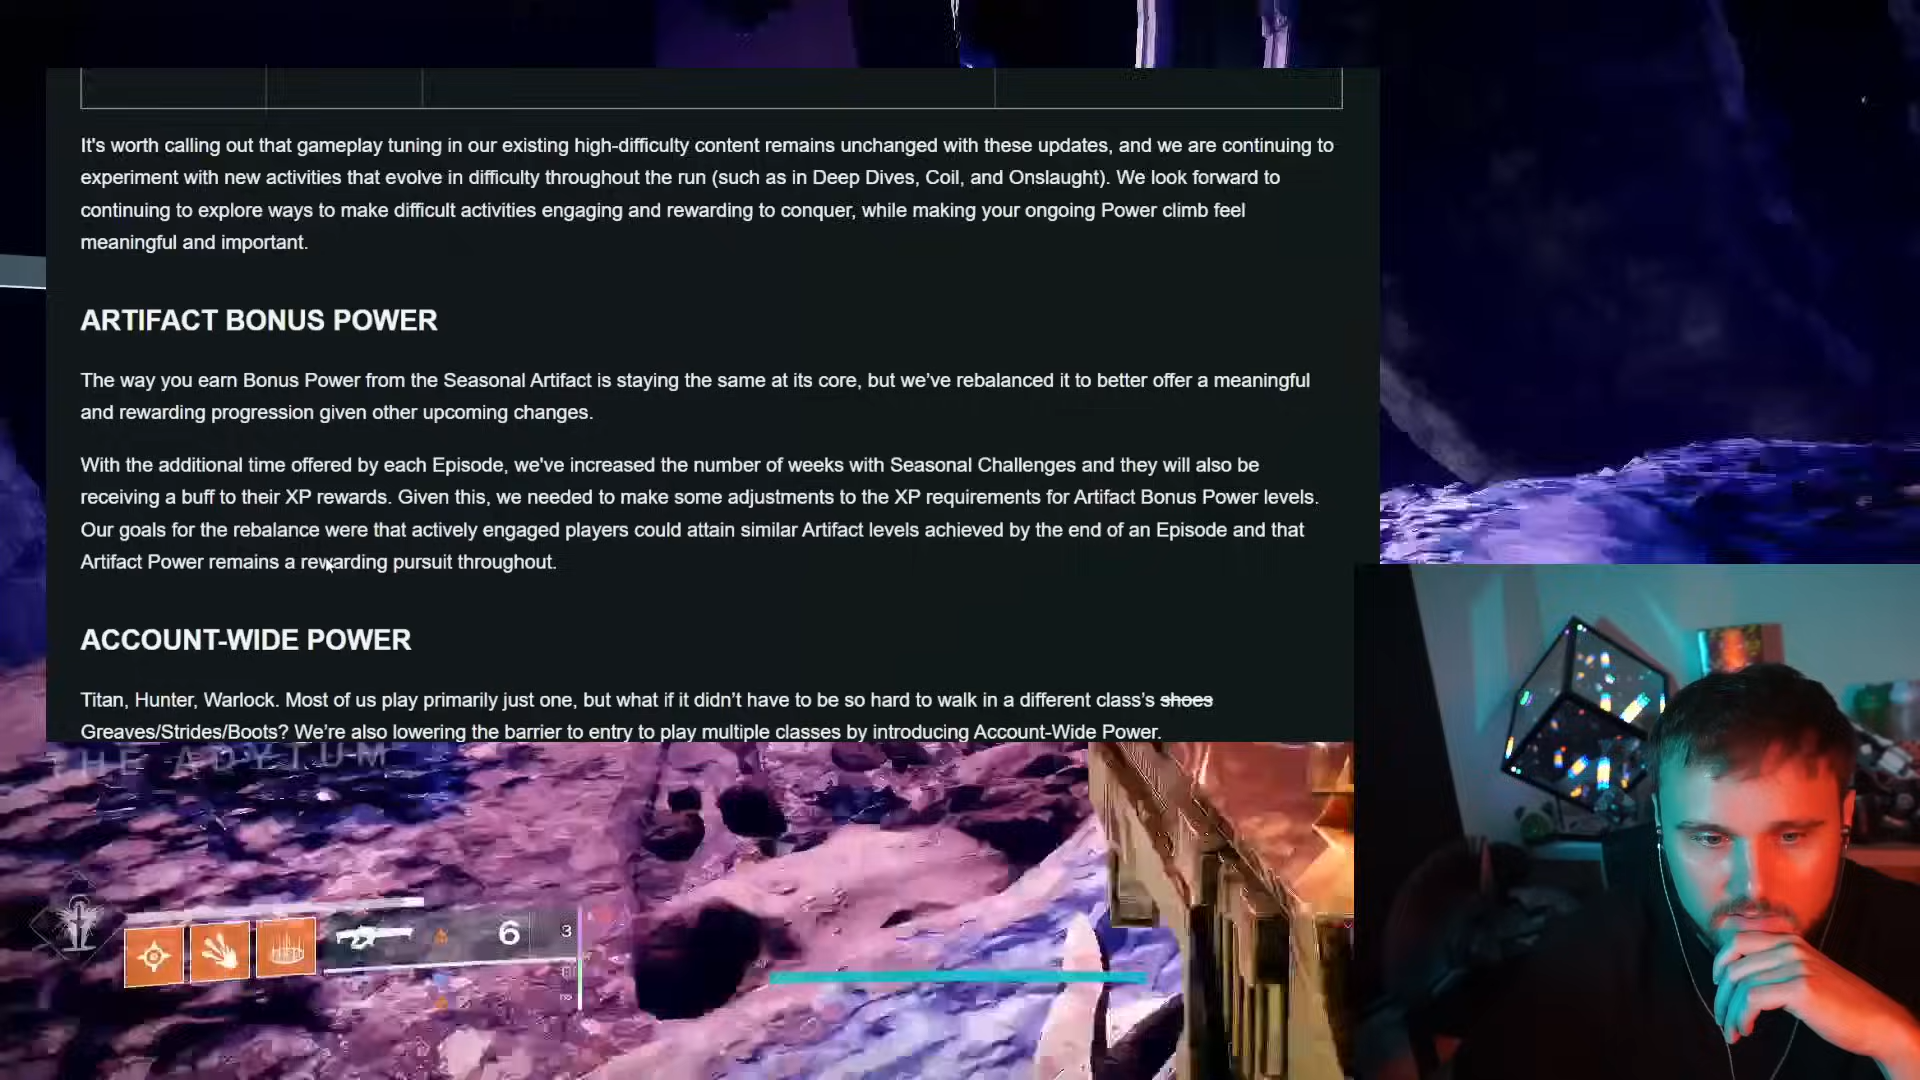 It's worth calling out that gameplay tuning in our existing high-difficulty content remains unchanged with these updates, and we are continuing to
experiment with new activities that evolve in difficulty throughout the run (such as in Deep Dives, Coil, and Onslaught). We look forward to
continuing to explore ways to make difficult activities engaging and rewarding to conquer, while making your ongoing Power climb feel
meaningful and important.
ARTIFACT BONUS POWER
The way you earn Bonus Power from the Seasonal Artifact is staying the same at its core, but we've rebalanced it to better offer a meaningful
and rewarding progression given other upcoming changes.
With the additional time offered by each Episode, we've increased the number of weeks with Seasonal Challenges and they will also be
receiving a buff to their XP rewards. Given this, we needed to make some adjustments to the XP requirements for Artifact Bonus Power levels.
Our goals for the rebalance were that actively engaged players could attain similar Artifact levels achieved by the end of an Episode and that
Artifact Power remains a rewarding pursuit throughout.
ACCOUNT-WIDE POWER
Titan, Hunter, Warlock. Most of us play primarily just one, but what if it didn't have to be so hard to walk in a different class's shoes
Greaves/Strides/Boots? We're also lowering the barrier to entry to play multiple classes by introducing Account-Wide Power.
THE ADYTUM
6
3